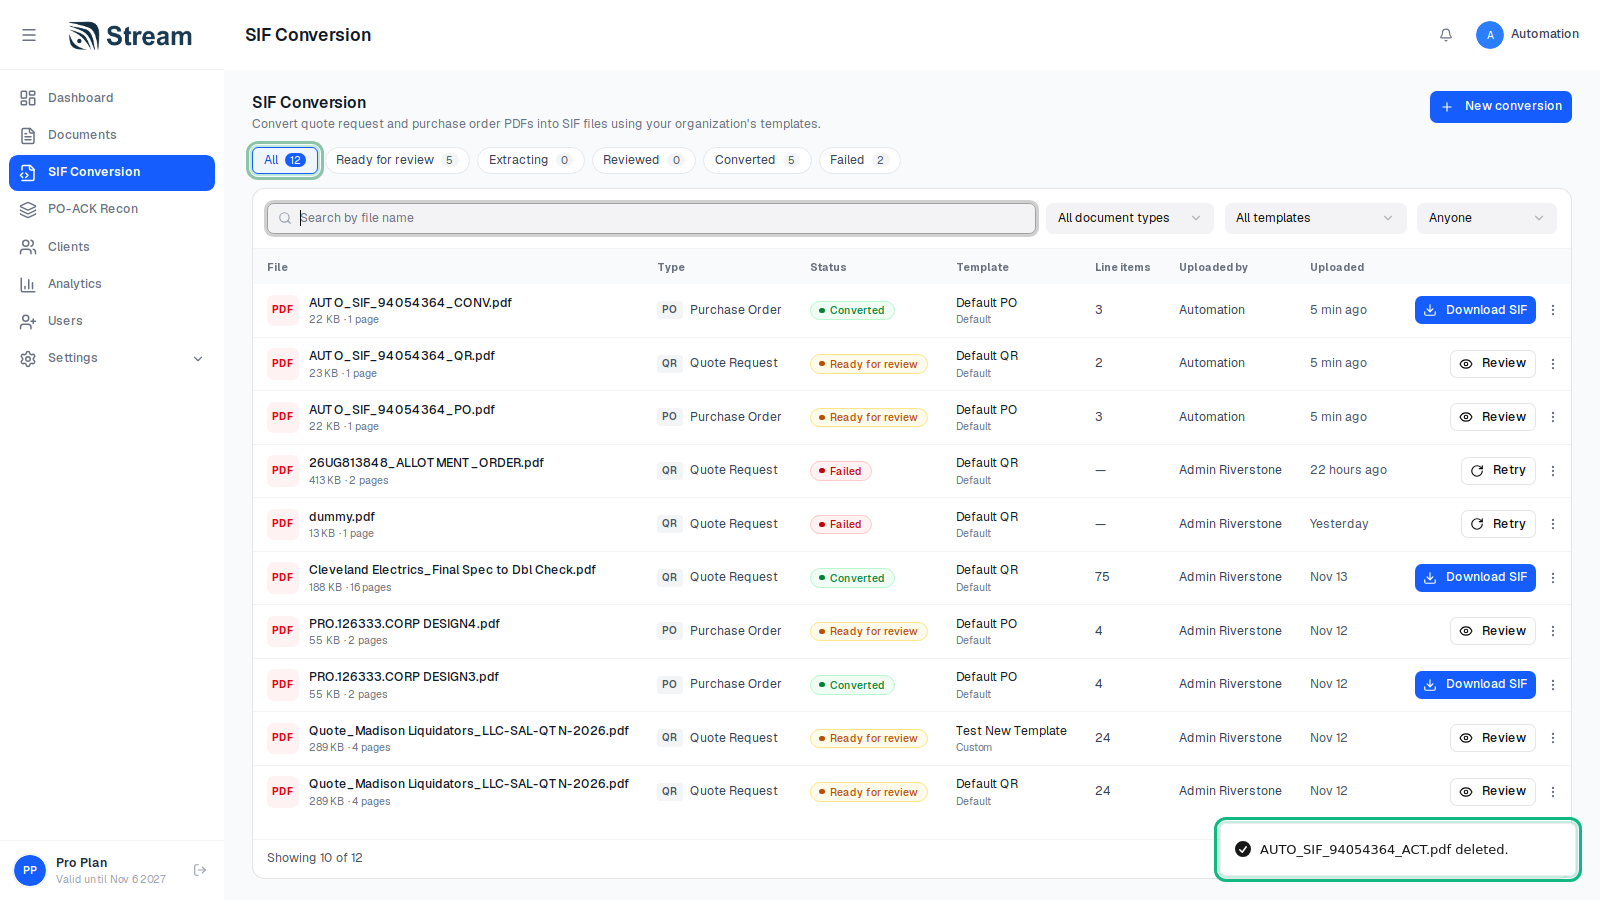 Stream
SIF Conversion
A
Automation
Dashboard
Documents
SIF Conversion
PO-ACK Recon
Clients
Analytics
Users
Settings
SIF Conversion
Convert quote request and purchase order PDFs into SIF files using your organization's templates.
New conversion
All 12
Ready for review 5
Extracting 0
Reviewed 0
Converted 5
Failed 2
Search by file name
All document types
All templates
Anyone
File Type Status Template Line items Uploaded by Uploaded
PDF AUTO_SIF_94054364_CONV.pdf PO Purchase Order Converted Default PO 3 Automation 5 min ago Download SIF
22 KB · 1 page Default
PDF AUTO_SIF_94054364_QR.pdf QR Quote Request Ready for review Default QR 2 Automation 5 min ago Review
23 KB · 1 page Default
PDF AUTO_SIF_94054364_PO.pdf PO Purchase Order Ready for review Default PO 3 Automation 5 min ago Review
22 KB · 1 page Default
PDF 26UG813848_ALLOTMENT_ORDER.pdf QR Quote Request Failed Default QR — Admin Riverstone 22 hours ago Retry
413 KB · 2 pages Default
PDF dummy.pdf QR Quote Request Failed Default QR — Admin Riverstone Yesterday Retry
13 KB · 1 page Default
PDF Cleveland Electrics_Final Spec to Dbl Check.pdf QR Quote Request Converted Default QR 75 Admin Riverstone Nov 13 Download SIF
188 KB · 16 pages Default
PDF PRO.126333.CORP DESIGN4.pdf PO Purchase Order Ready for review Default PO 4 Admin Riverstone Nov 12 Review
55 KB · 2 pages Default
PDF PRO.126333.CORP DESIGN3.pdf PO Purchase Order Converted Default PO 4 Admin Riverstone Nov 12 Download SIF
55 KB · 2 pages Default
PDF Quote_Madison Liquidators_LLC-SAL-QTN-2026.pdf QR Quote Request Ready for review Test New Template 24 Admin Riverstone Nov 12 Review
289 KB · 4 pages Custom
PDF Quote_Madison Liquidators_LLC-SAL-QTN-2026.pdf QR Quote Request Ready for review Default QR 24 Admin Riverstone Nov 12 Review
289 KB · 4 pages Default
Showing 10 of 12
AUTO_SIF_94054364_ACT.pdf deleted.
PP
Pro Plan
Valid until Nov 6 2027